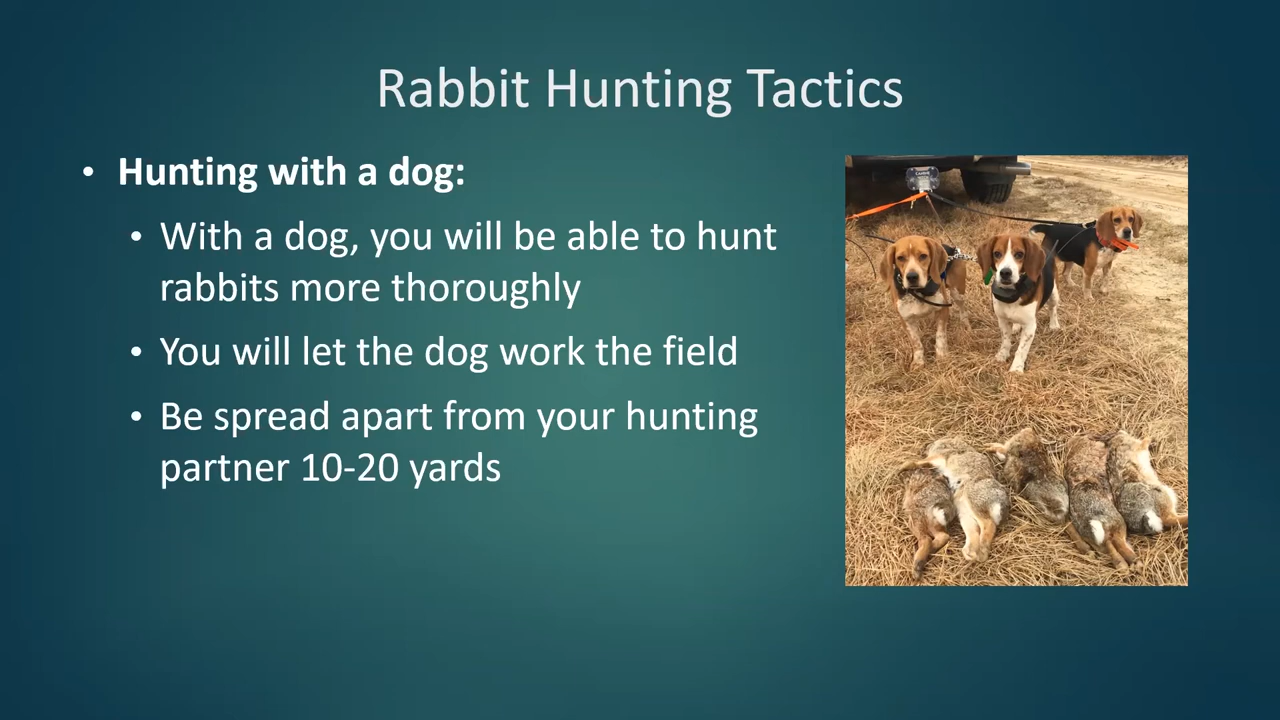 Rabbit Hunting Tactics
• Hunting with a dog:
• With a dog, you will be able to hunt
rabbits more thoroughly
• You will let the dog work the field
• Be spread apart from your hunting
partner 10-20 yards